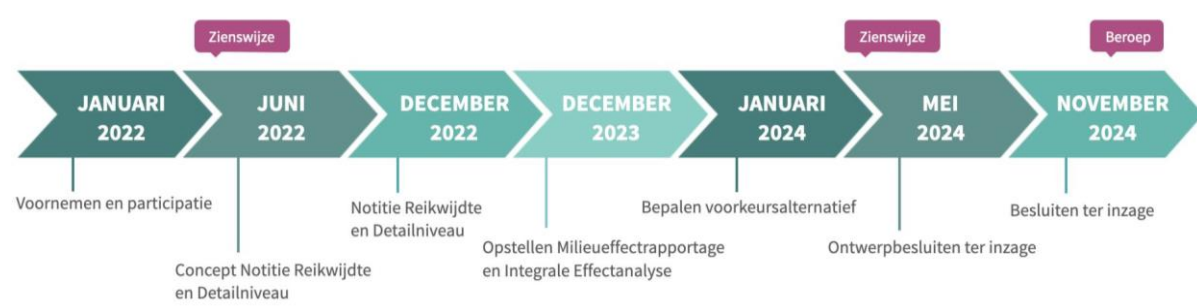 Zienswijze
Zienswijze
Beroep
JANUARI
2022
JUNI
2022
DECEMBER
2022
DECEMBER
2023
JANUARI
2024
MEI
2024
NOVEMBER
2024
Voornemen en participatie
Concept Notitie Reikwijdte
en Detailniveau
Notitie Reikwijdte
en Detailniveau
Opstellen Milieueffectrapportage
en Integrale Effectanalyse
Bepalen voorkeursalternatief
Ontwerpbesluiten ter inzage
Besluiten ter inzage